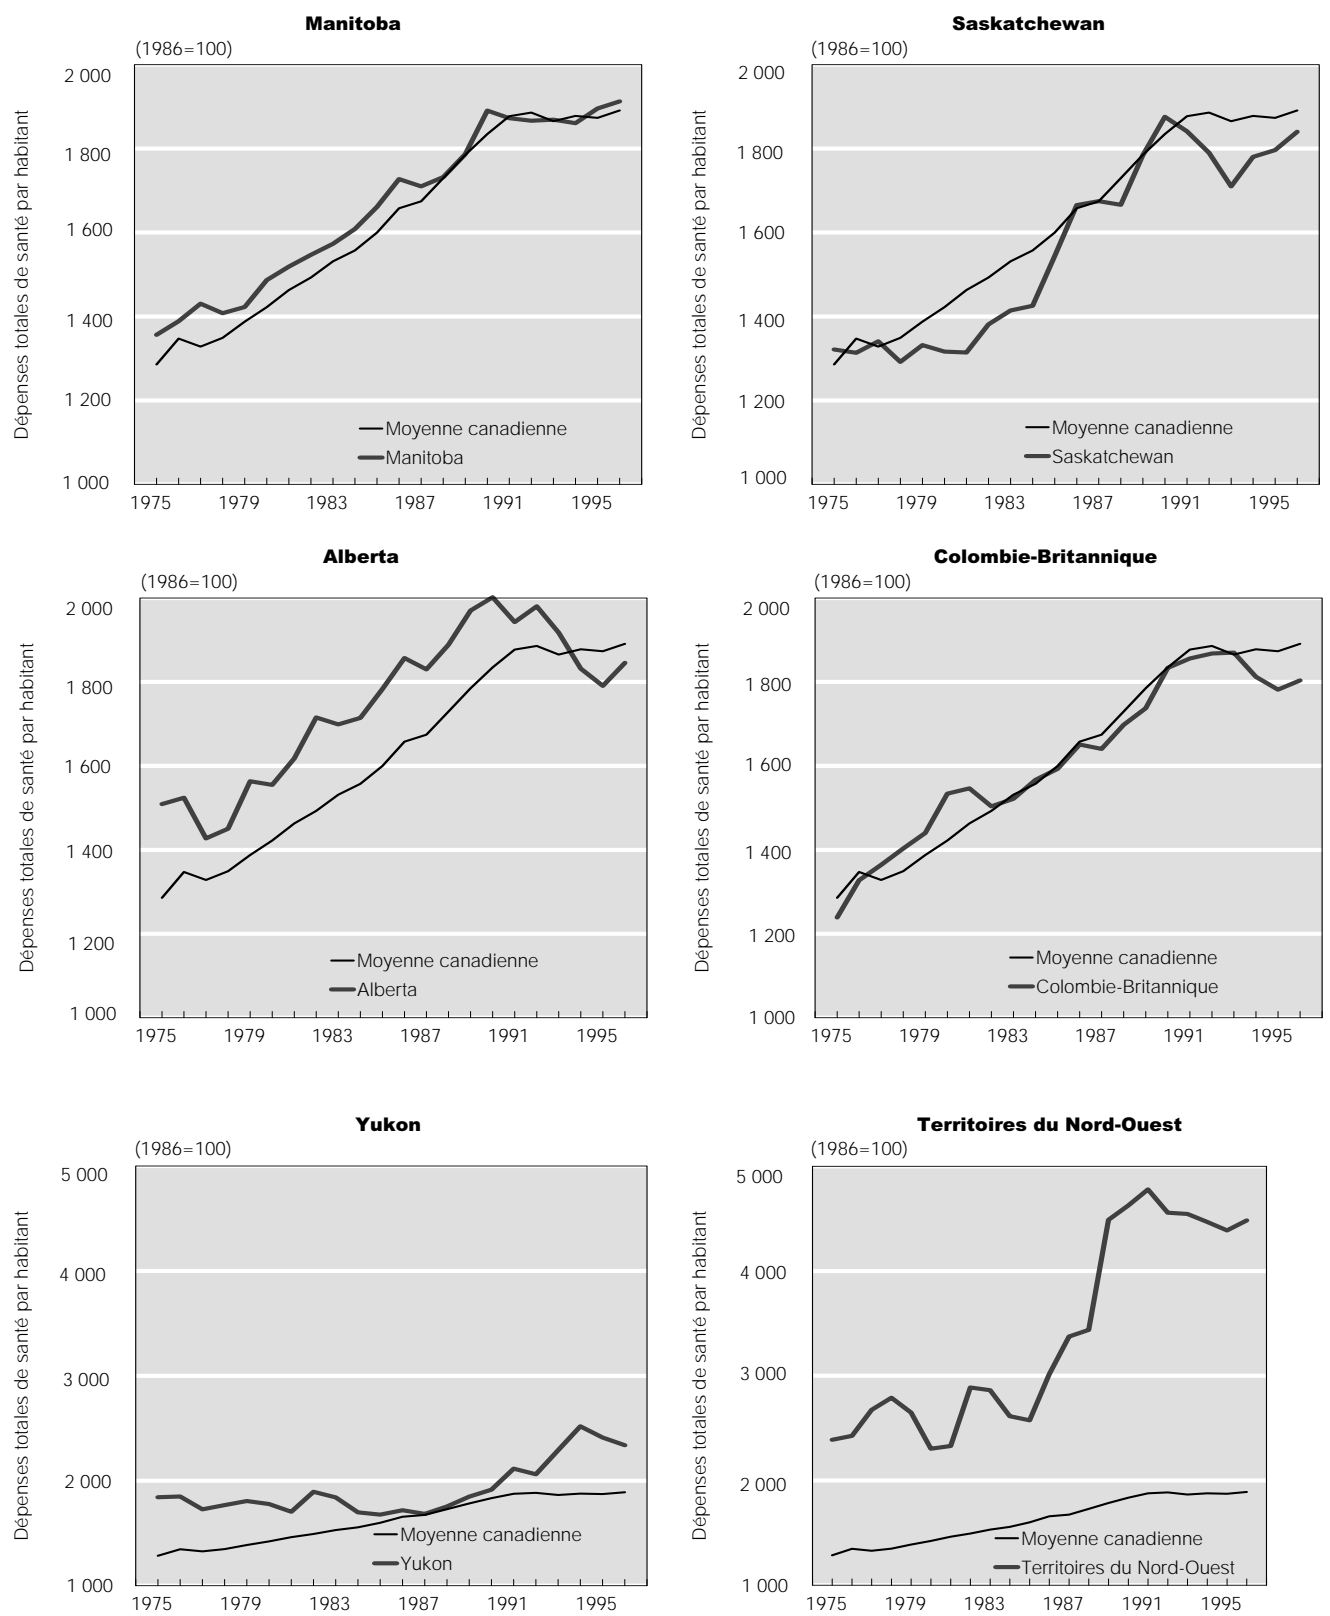 Manitoba
(1986=100)
Dépenses totales de santé par habitant
2 000
1 800
1 600
1 400
1 200
1 000
Moyenne canadienne
Manitoba
1975 1979 1983 1987 1991 1995
Saskatchewan
(1986=100)
Dépenses totales de santé par habitant
2 000
1 800
1 600
1 400
1 200
1 000
Moyenne canadienne
Saskatchewan
1975 1979 1983 1987 1991 1995
Alberta
(1986=100)
Dépenses totales de santé par habitant
2 000
1 800
1 600
1 400
1 200
1 000
Moyenne canadienne
Alberta
1975 1979 1983 1987 1991 1995
Colombie-Britannique
(1986=100)
Dépenses totales de santé par habitant
2 000
1 800
1 600
1 400
1 200
1 000
Moyenne canadienne
Colombie-Britannique
1975 1979 1983 1987 1991 1995
Yukon
(1986=100)
Dépenses totales de santé par habitant
5 000
4 000
3 000
2 000
1 000
Moyenne canadienne
Yukon
1975 1979 1983 1987 1991 1995
Territoires du Nord-Ouest
(1986=100)
Dépenses totales de santé par habitant
5 000
4 000
3 000
2 000
1 000
Moyenne canadienne
Territoires du Nord-Ouest
1975 1979 1983 1987 1991 1995